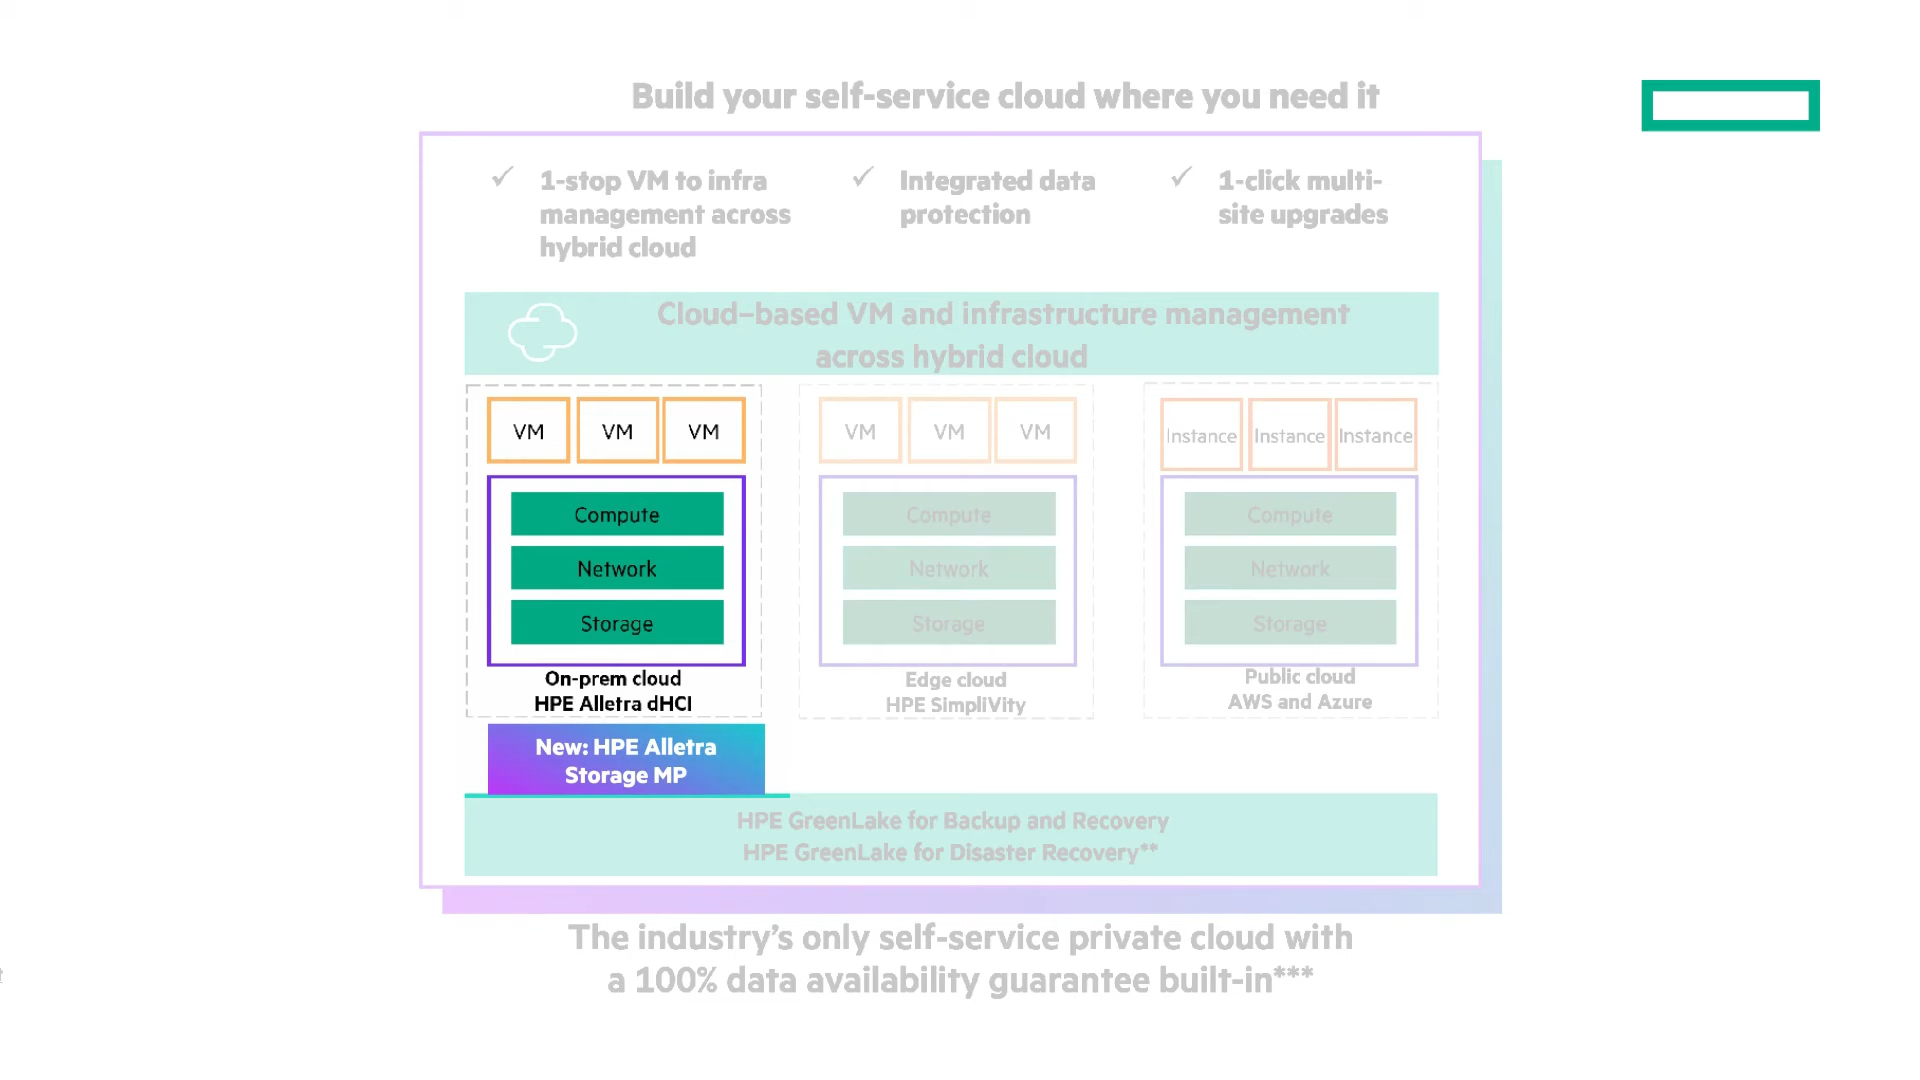 Build your self-service cloud where you need it
✓ 1-stop VM to infra
management across
hybrid cloud
✓ Integrated data
protection
✓ 1-click multi-
site upgrades
Cloud–based VM and infrastructure management
across hybrid cloud
VM VM VM
Compute
Network
Storage
On-prem cloud
HPE Alletra dHCI
New: HPE Alletra
Storage MP
VM VM VM
Compute
Network
Storage
Edge cloud
HPE SimpliVity
Instance Instance Instance
Compute
Network
Storage
Public cloud
AWS and Azure
HPE GreenLake for Backup and Recovery
HPE GreenLake for Disaster Recovery**
The industry’s only self-service private cloud with
a 100% data availability guarantee built-in***